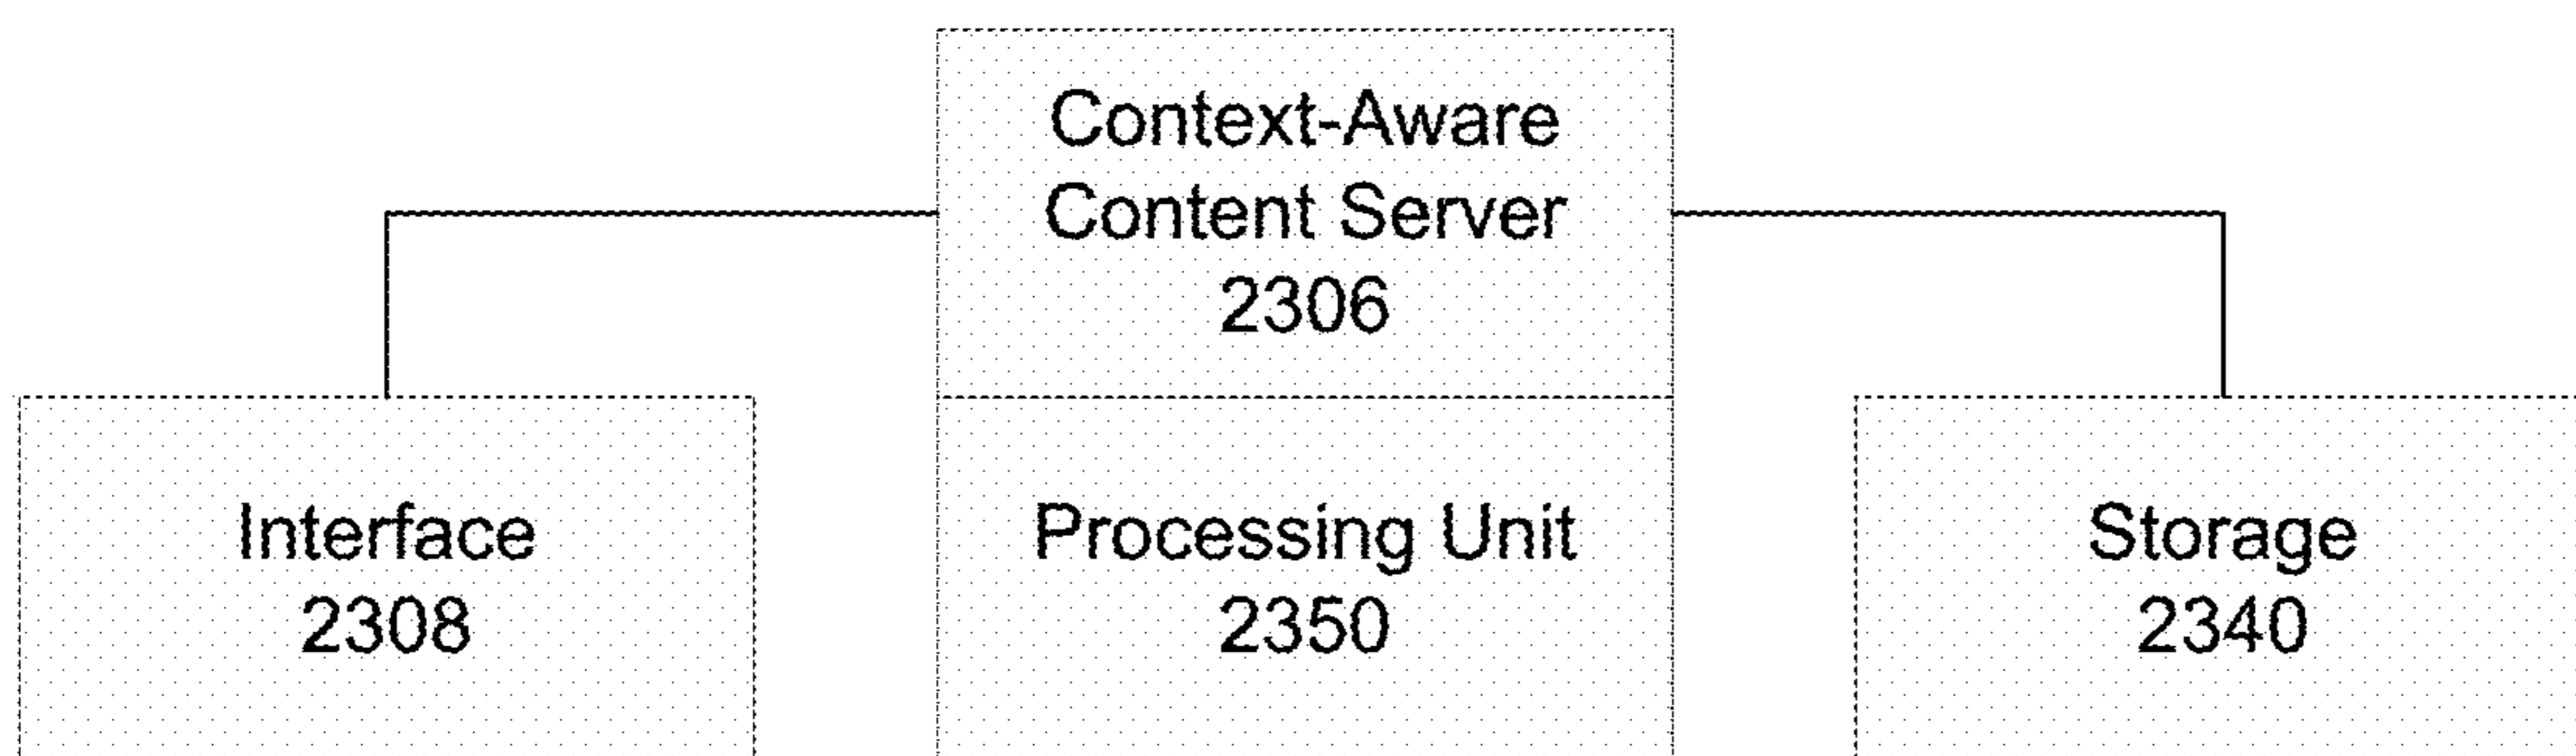 Context-Aware
Content Server
2306
Interface
2308
Processing Unit
2350
Storage
2340